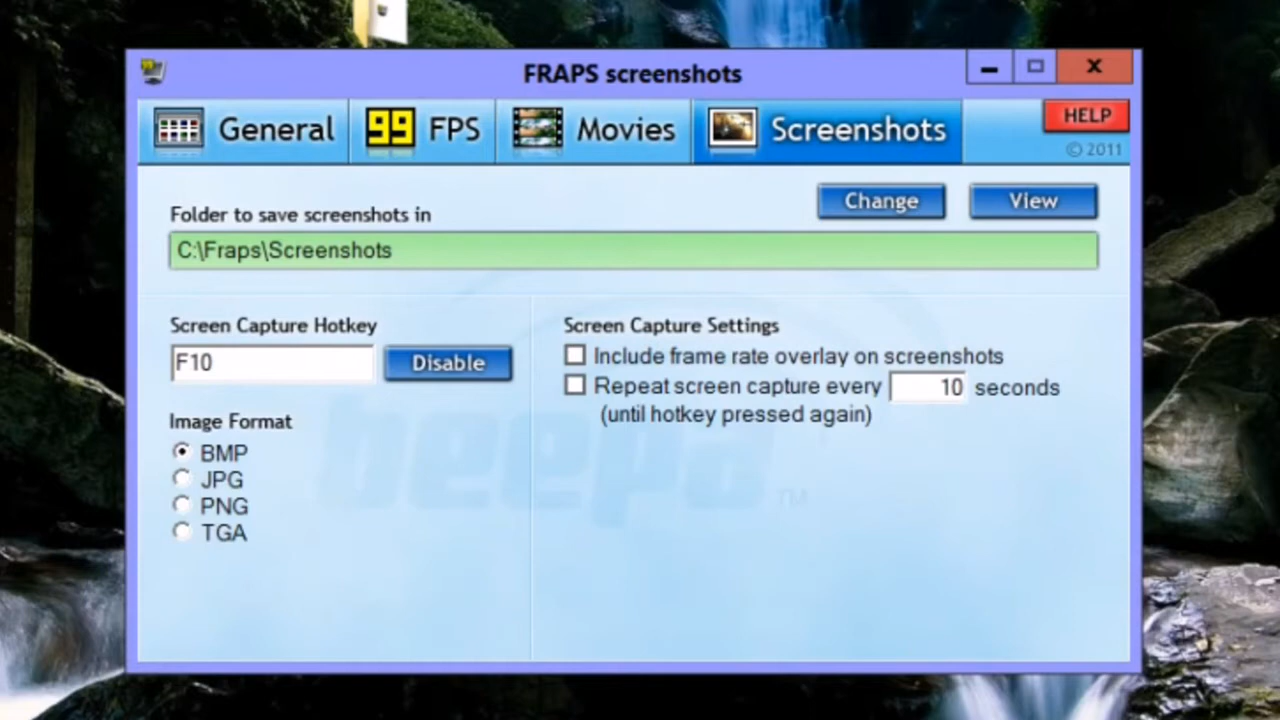 FRAPS screenshots
General
99 FPS
Movies
Screenshots
HELP
© 2011
Change
View
Folder to save screenshots in
C:\Fraps\Screenshots
Screen Capture Hotkey
F10
Disable
Image Format
BMP
JPG
PNG
TGA
Screen Capture Settings
Include frame rate overlay on screenshots
Repeat screen capture every 10 seconds
(until hotkey pressed again)
beepa TM